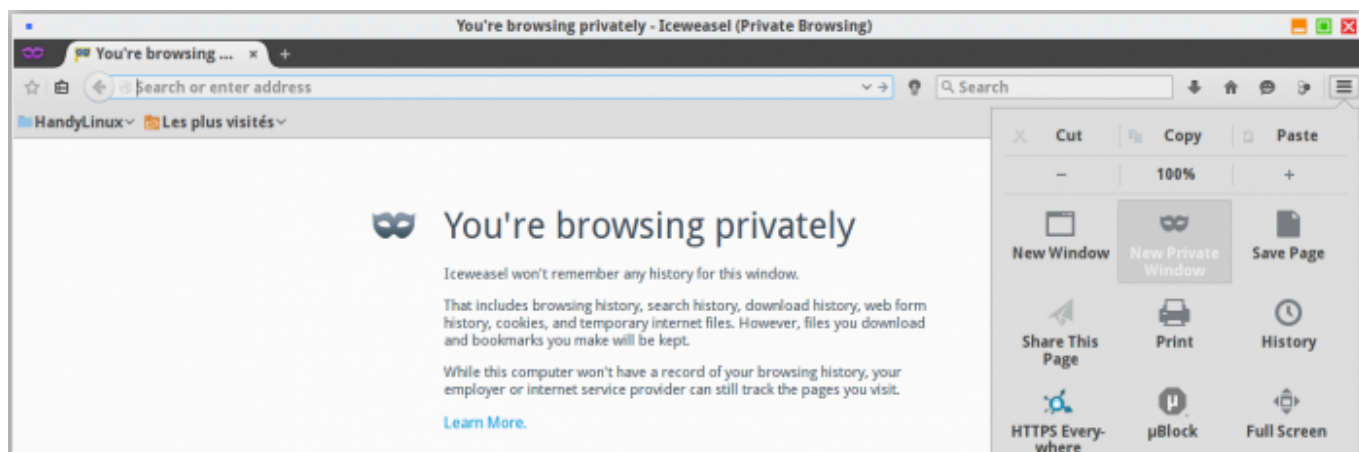 You're browsing privately - Iceweasel (Private Browsing)
You're browsing ... × +
Search or enter address
Search
HandyLinux Les plus visités
Cut Copy Paste
− 100% +
You're browsing privately
New Window New Private Window Save Page
Iceweasel won't remember any history for this window.
That includes browsing history, search history, download history, web form
history, cookies, and temporary internet files. However, files you download
and bookmarks you make will be kept.
While this computer won't have a record of your browsing history, your
employer or internet service provider can still track the pages you visit.
Learn More.
Share This Page Print History
HTTPS Every-
where
µBlock Full Screen